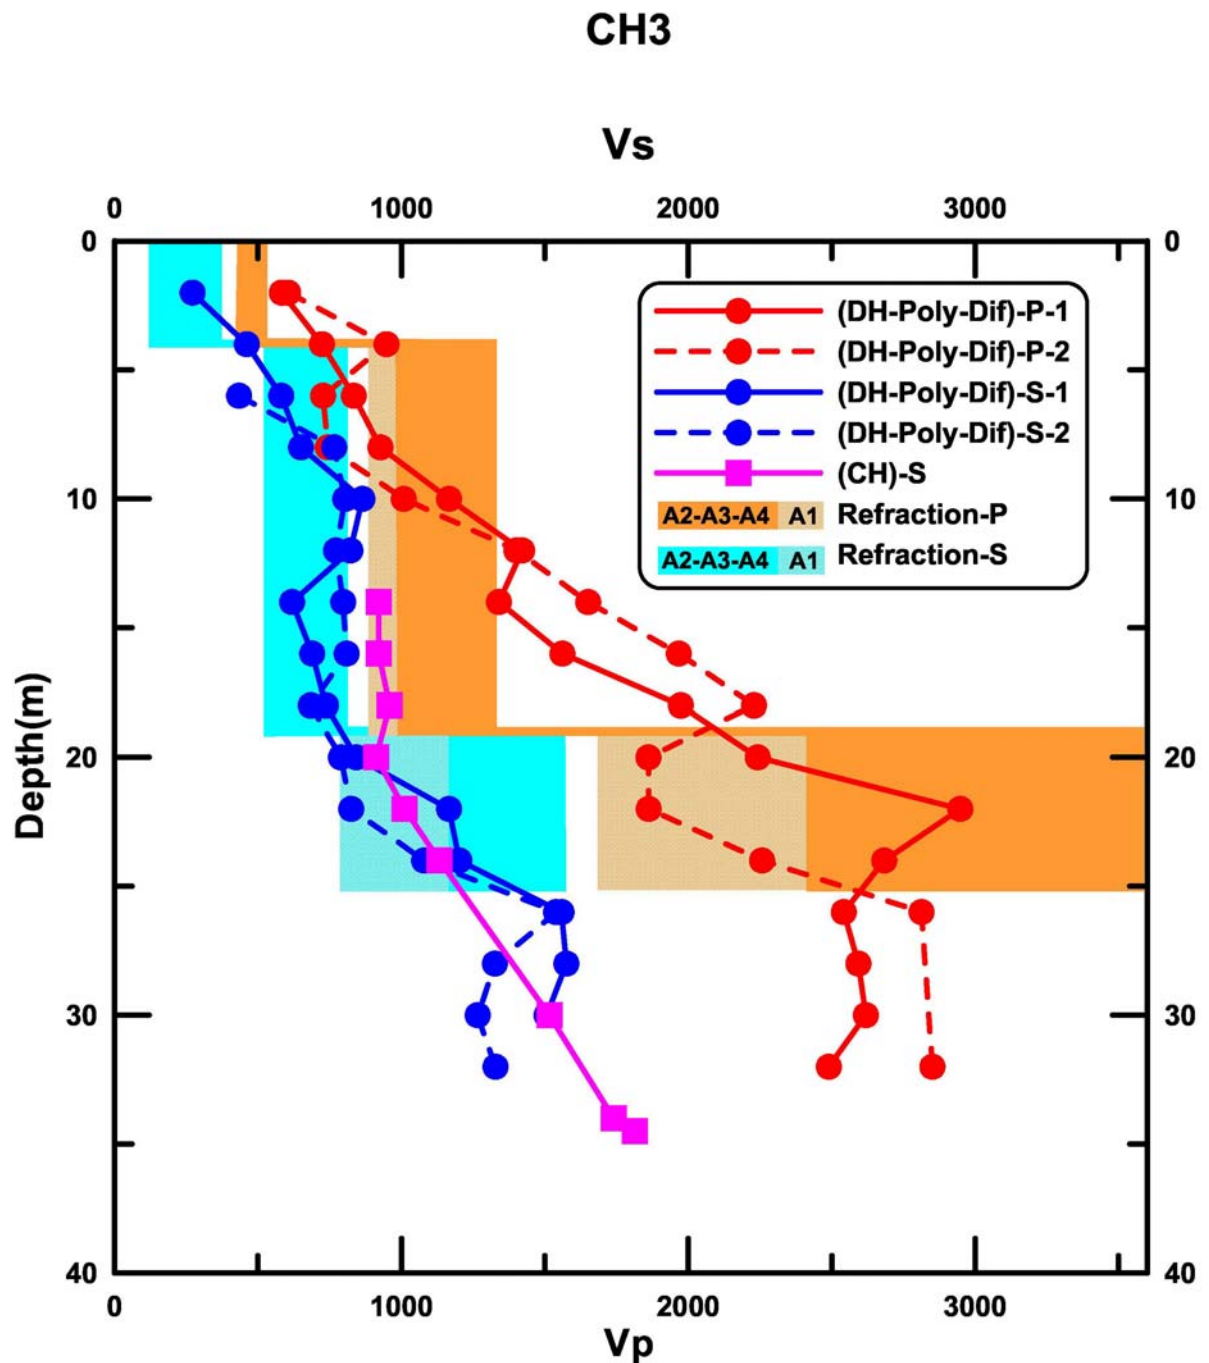 CH3
Vs
0 1000 2000 3000
0 0
(DH-Poly-Dif)-P-1
(DH-Poly-Dif)-P-2
(DH-Poly-Dif)-S-1
(DH-Poly-Dif)-S-2
(CH)-S
A2-A3-A4 A1 Refraction-P
A2-A3-A4 A1 Refraction-S
10 10
Depth(m)
20 20
30 30
40 40
0 1000 2000 3000
Vp